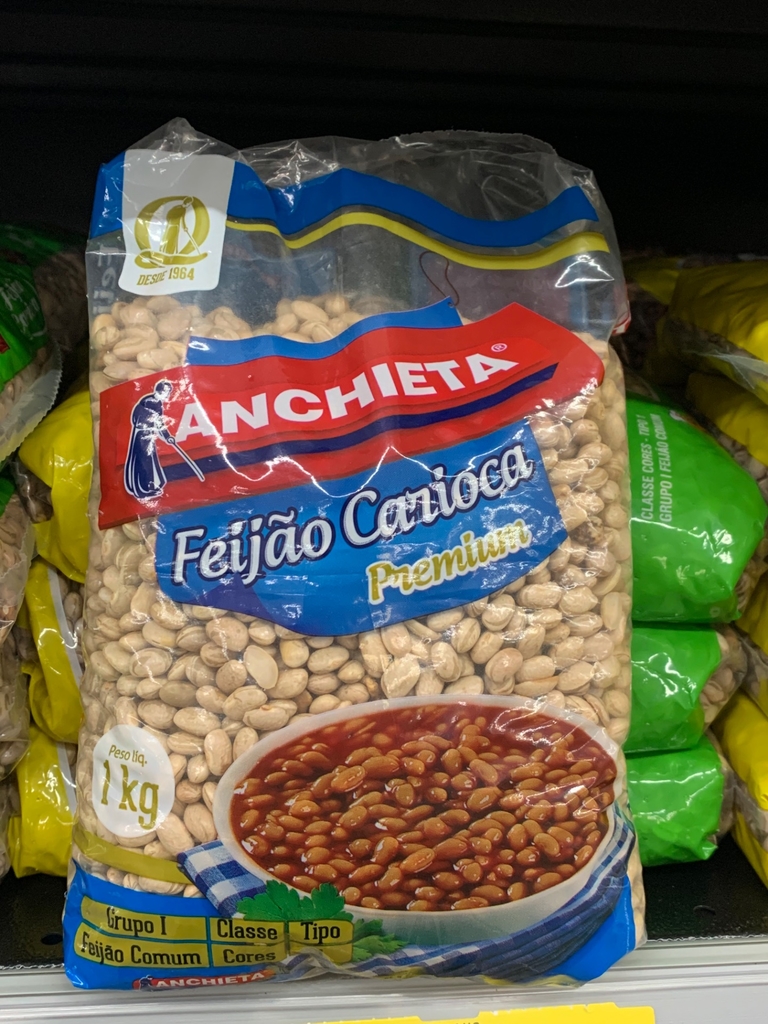 DESDE 1964
ANCHIETA®
Feijão Carioca
Premium
CLASSE CORES - TIPO 1
GRUPO I FEIJÃO COMUM
Peso líq.
1 kg
Grupo I Classe Tipo
Feijão Comum Cores
ANCHIETA